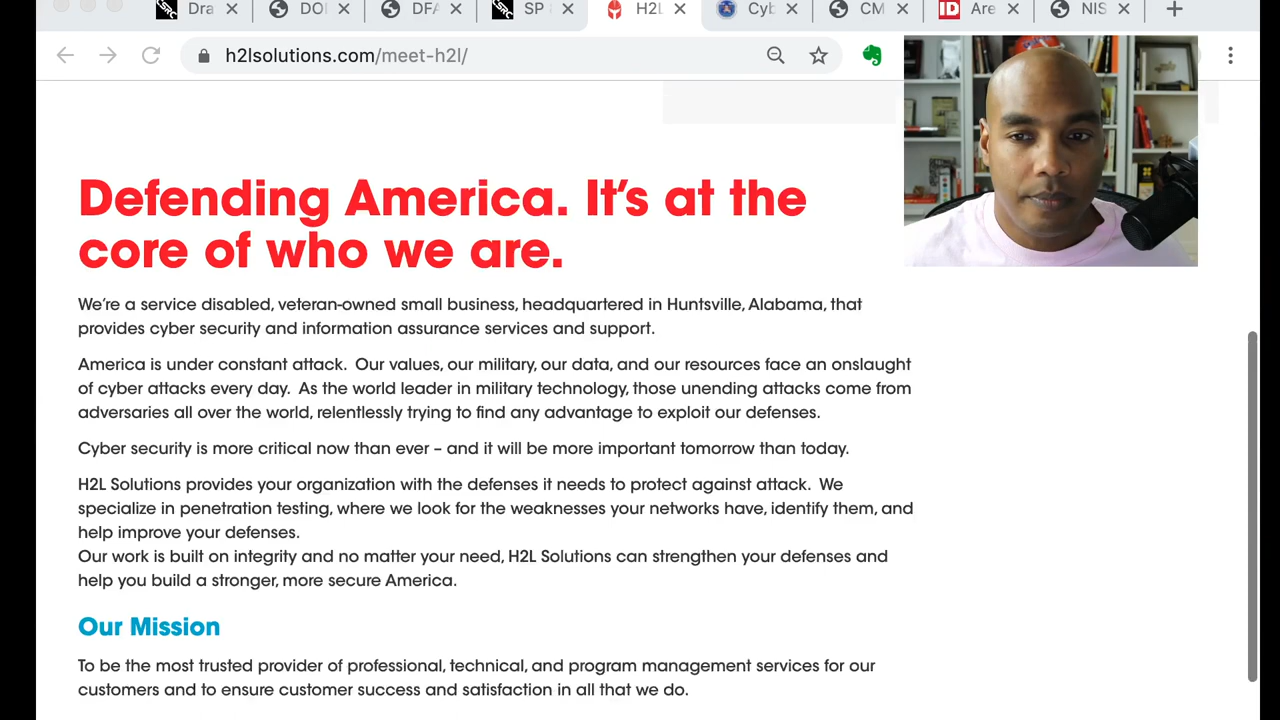 Dra
DOI
DFA
SP
H2L
Cyb
CM
ID
Are
NIS
h2lsolutions.com/meet-h2l/
Defending America. It's at the
core of who we are.
We're a service disabled, veteran-owned small business, headquartered in Huntsville, Alabama, that
provides cyber security and information assurance services and support.
America is under constant attack. Our values, our military, our data, and our resources face an onslaught
of cyber attacks every day. As the world leader in military technology, those unending attacks come from
adversaries all over the world, relentlessly trying to find any advantage to exploit our defenses.
Cyber security is more critical now than ever – and it will be more important tomorrow than today.
H2L Solutions provides your organization with the defenses it needs to protect against attack. We
specialize in penetration testing, where we look for the weaknesses your networks have, identify them, and
help improve your defenses.
Our work is built on integrity and no matter your need, H2L Solutions can strengthen your defenses and
help you build a stronger, more secure America.
Our Mission
To be the most trusted provider of professional, technical, and program management services for our
customers and to ensure customer success and satisfaction in all that we do.